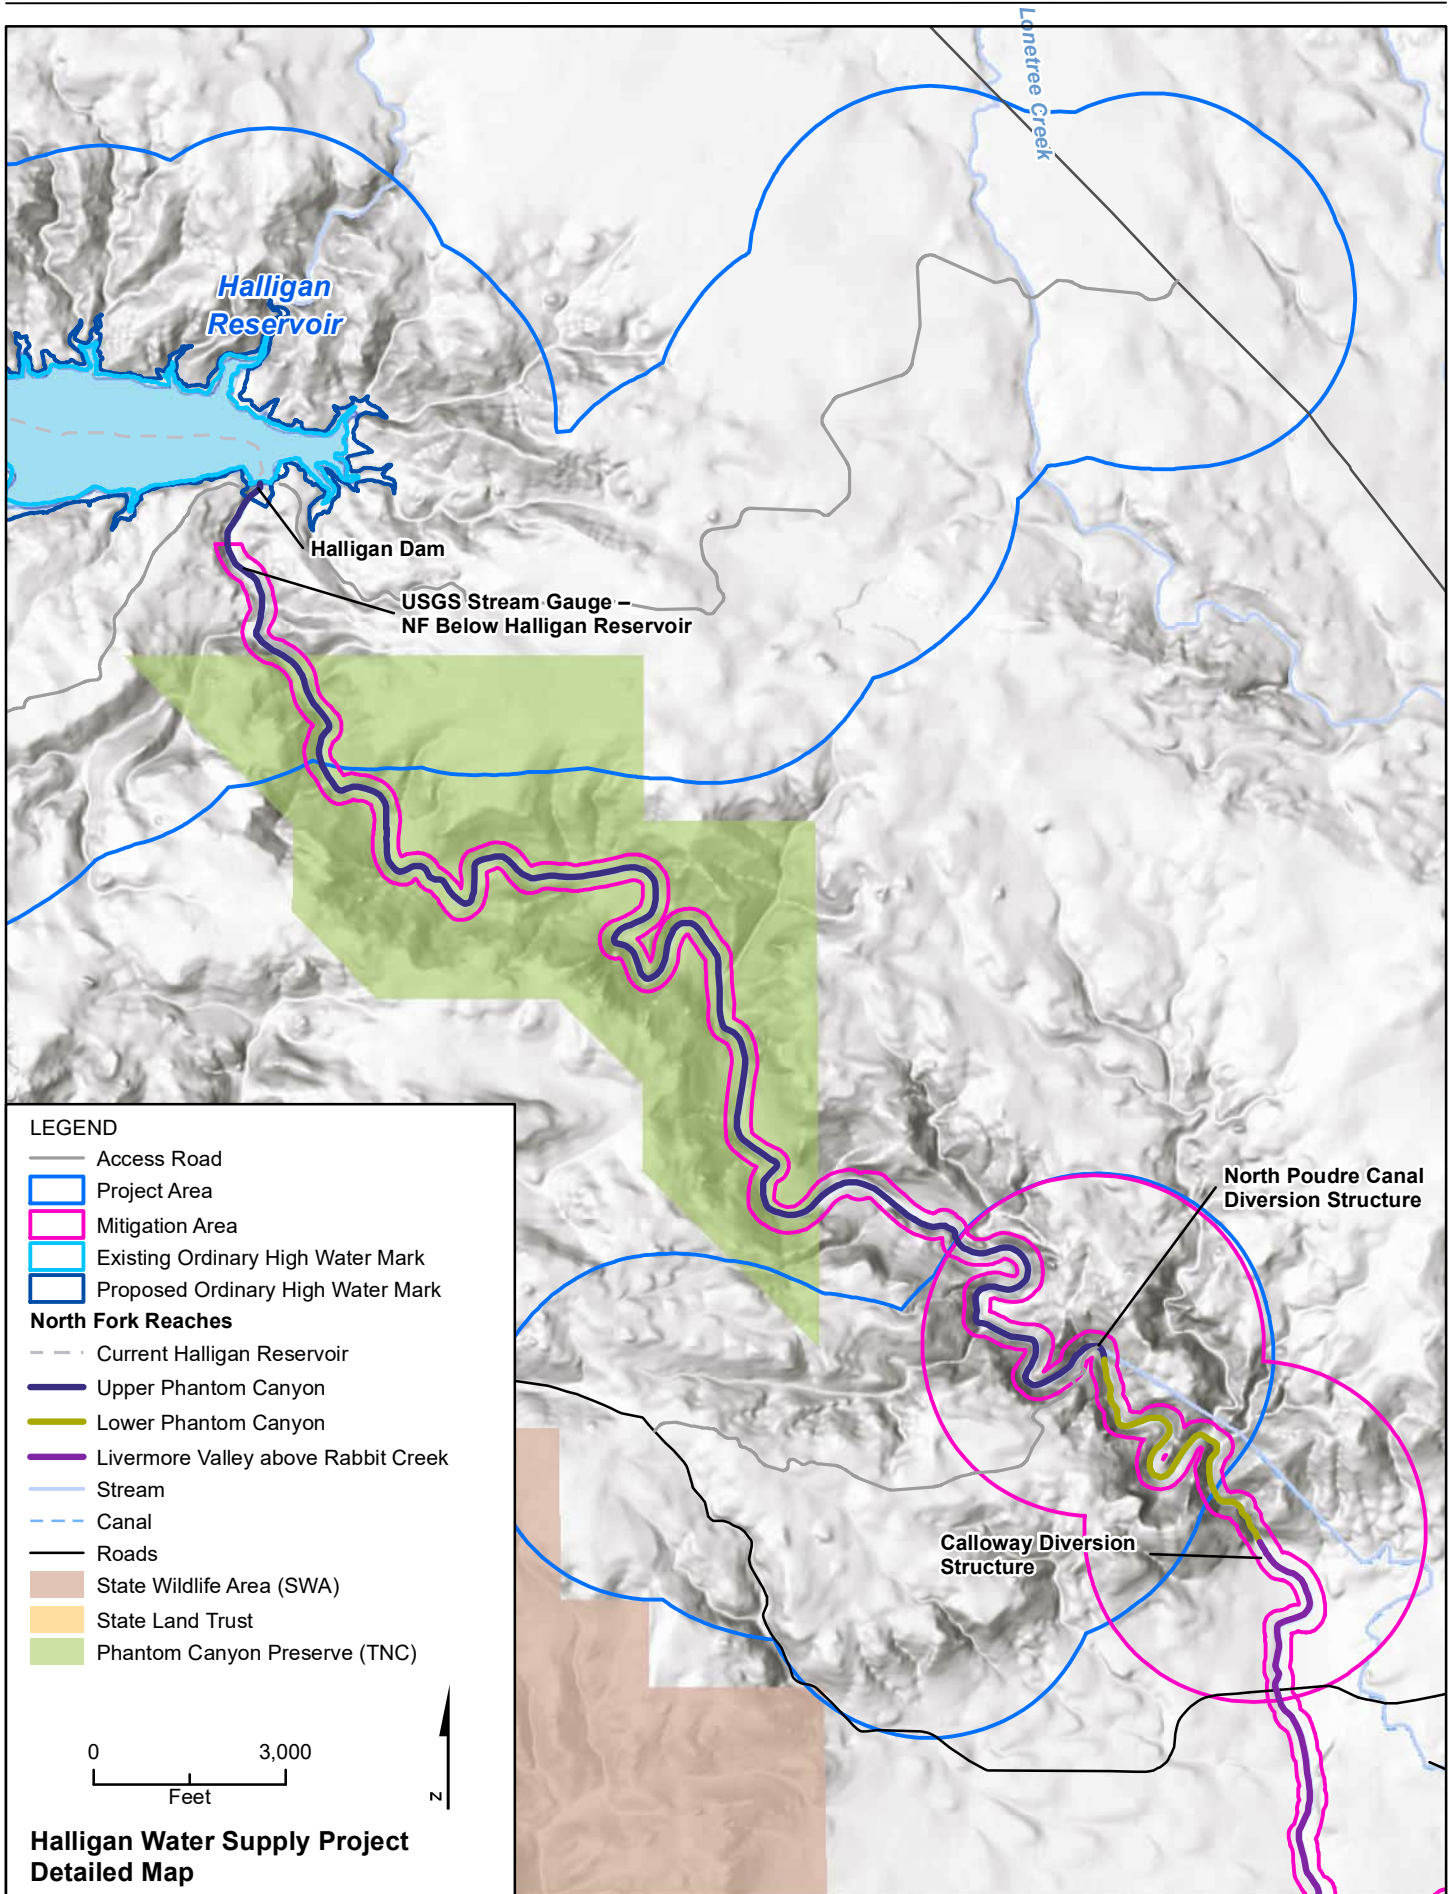 Lonetree Creek
Halligan
Reservoir
Halligan Dam
USGS Stream Gauge –
NF Below Halligan Reservoir
North Poudre Canal
Diversion Structure
Calloway Diversion
Structure
LEGEND
Access Road
Project Area
Mitigation Area
Existing Ordinary High Water Mark
Proposed Ordinary High Water Mark
North Fork Reaches
Current Halligan Reservoir
Upper Phantom Canyon
Lower Phantom Canyon
Livermore Valley above Rabbit Creek
Stream
Canal
Roads
State Wildlife Area (SWA)
State Land Trust
Phantom Canyon Preserve (TNC)
0 3,000
Feet
N
Halligan Water Supply Project
Detailed Map